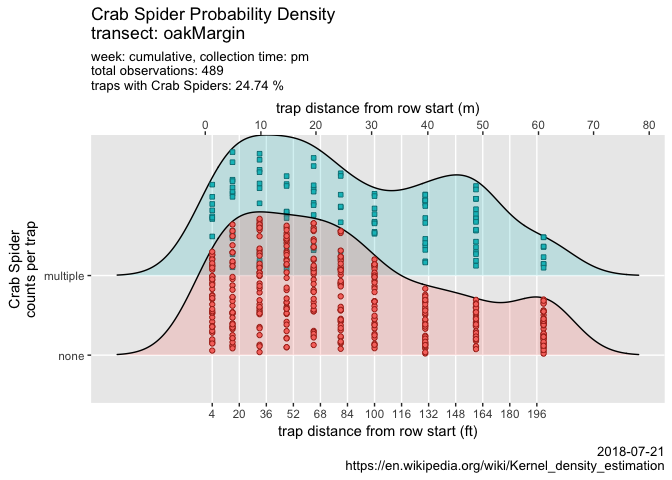 Crab Spider Probability Density
transect: oakMargin
week: cumulative, collection time: pm
total observations: 489
traps with Crab Spiders: 24.74 %
trap distance from row start (m)
0 10 20 30 40 50 60 70 80
Crab Spider
counts per trap
multiple
none
4 20 36 52 68 84 100 116 132 148 164 180 196
trap distance from row start (ft)
2018-07-21
https://en.wikipedia.org/wiki/Kernel_density_estimation